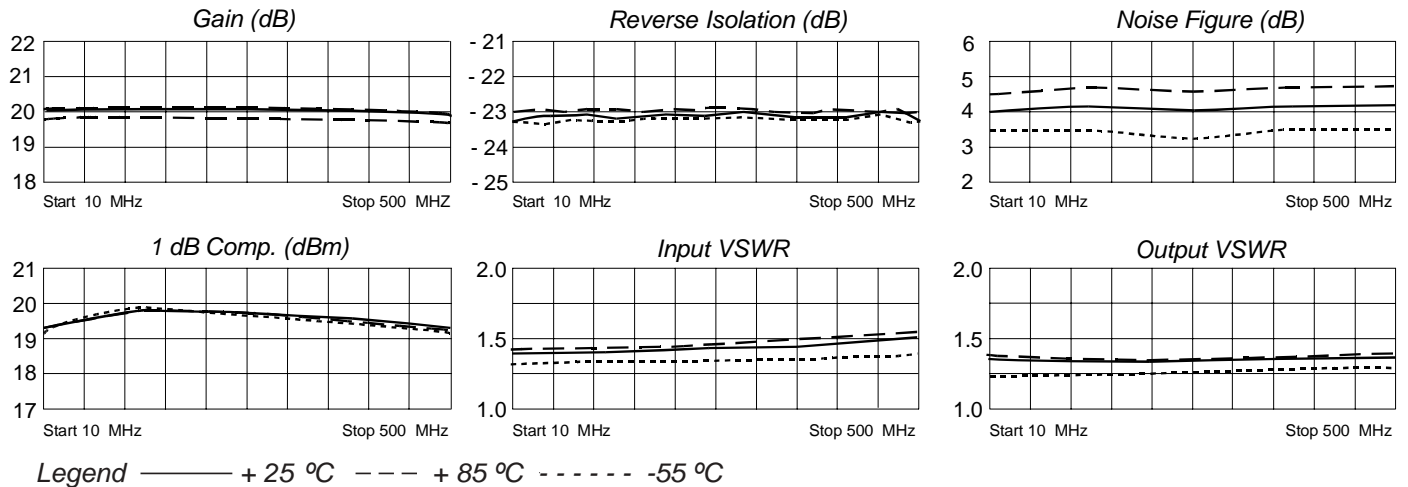 Gain (dB)
22
21
20
19
18
Start 10 MHz
Stop 500 MHZ
Reverse Isolation (dB)
- 21
- 22
- 23
- 24
- 25
Start 10 MHz
Stop 500 MHz
Noise Figure (dB)
6
5
4
3
2
Start 10 MHz
Stop 500 MHz
1 dB Comp. (dBm)
21
20
19
18
17
Start 10 MHz
Stop 500 MHz
Input VSWR
2.0
1.5
1.0
Start 10 MHz
Stop 500 MHz
Output VSWR
2.0
1.5
1.0
Start 10 MHz
Stop 500 MHz
Legend + 25 ºC + 85 ºC -55 ºC